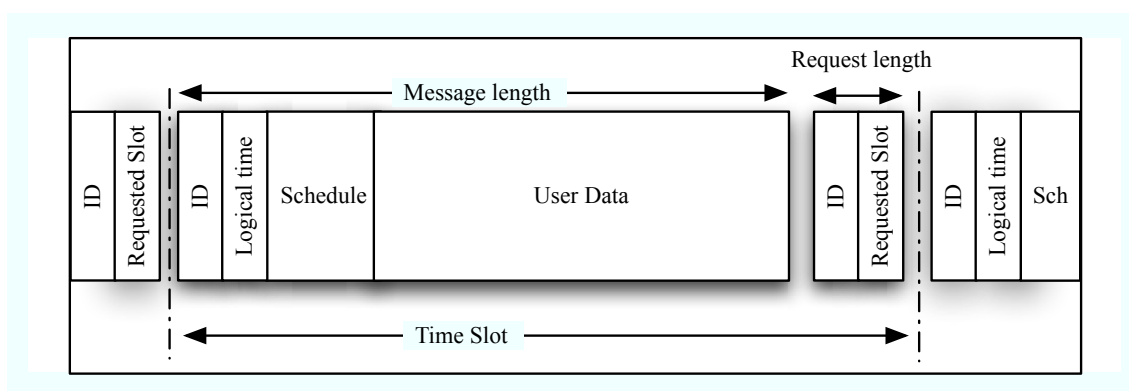 Request length
Message length
ID
Requested Slot
ID
Logical time
Schedule
User Data
ID
Requested Slot
ID
Logical time
Sch
Time Slot